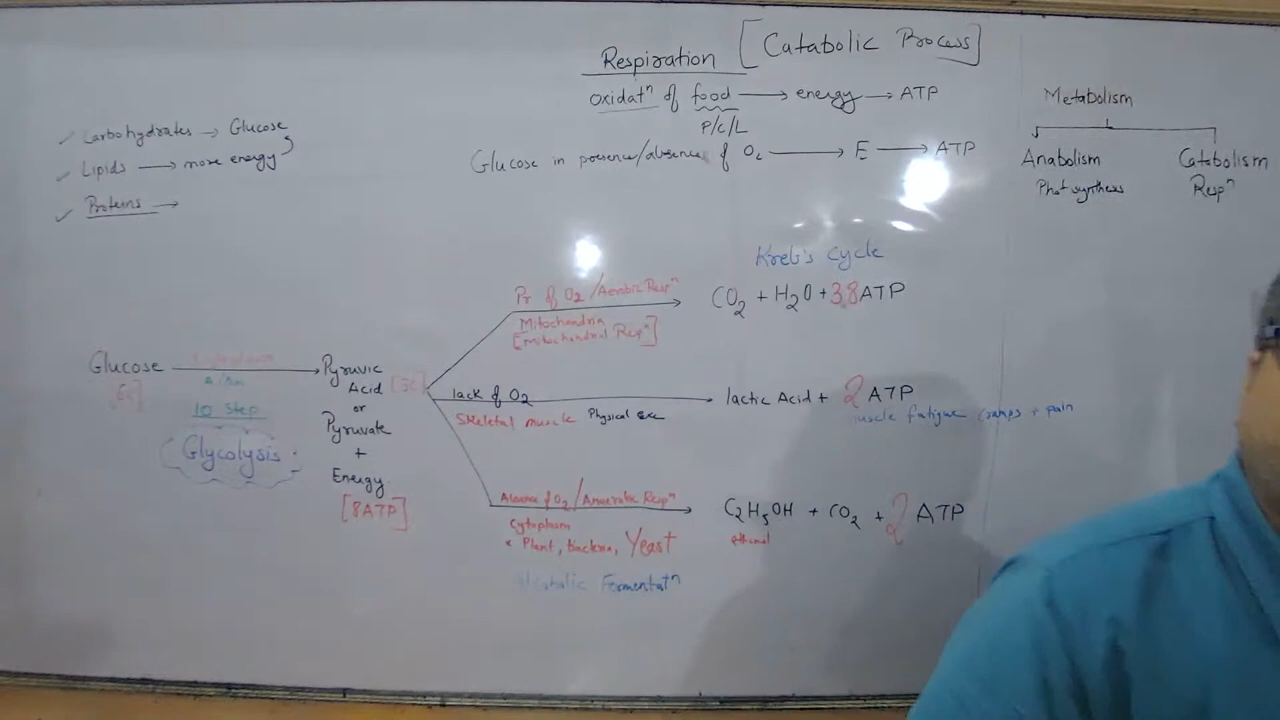 Respiration [Catabolic Process]
Oxidatⁿ of food → energy → ATP
P/C/L
Glucose in presence/absence of O₂ → E → ATP
Metabolism
Anabolism Catabolism
Photosynthesis Respⁿ
✓ Carbohydrates → Glucose
✓ Lipids → more energy
✓ Proteins →
Glucose → Pyruvic
Acid [3C]
or
Pyruvate
+
Energy
[8ATP]
[6C]
10 Step
Glycolysis
Kreb's Cycle
Pr of O₂ /Aerobic Respⁿ → CO₂ + H₂O + 38ATP
Mitochondria
[Mitochondrial Respⁿ]
lack of O₂ → lactic Acid + 2 ATP
Skeletal muscle Physical exc
muscle fatigue cramps + pain
Absence of O₂/Anaerobic Respⁿ → C₂H₅OH + CO₂ + 2 ATP
ethanol
Cytoplasm
× Plant, bacteria, Yeast
Alcoholic Fermentatⁿ